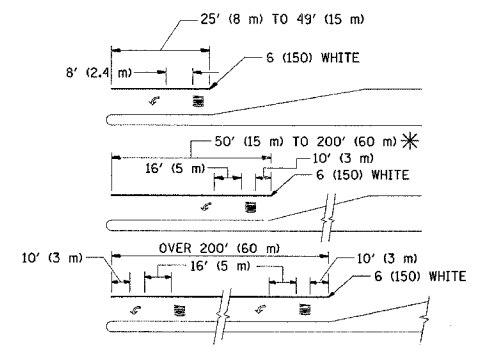 25' (8 m) TO 49' (15 m)
8' (2.4 m)
6 (150) WHITE
50' (15 m) TO 200' (60 m) *
16' (5 m)
10' (3 m)
6 (150) WHITE
OVER 200' (60 m)
10' (3 m)
16' (5 m)
10' (3 m)
6 (150) WHITE